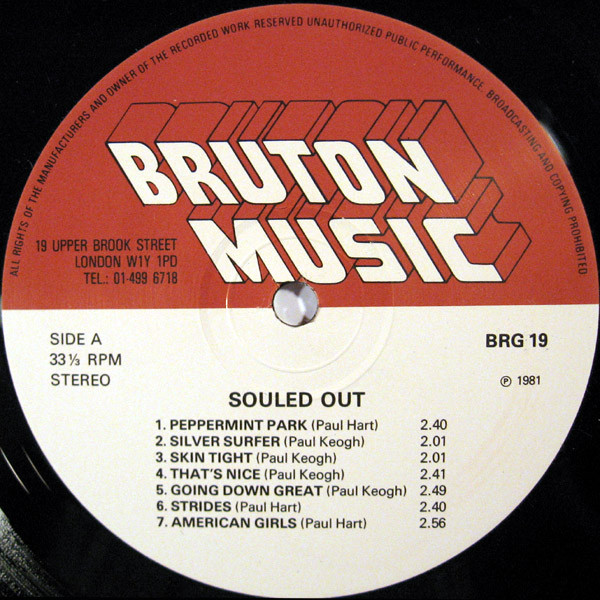 ALL RIGHTS OF THE MANUFACTURERS AND OWNER OF THE RECORDED WORK RESERVED UNAUTHORIZED PUBLIC PERFORMANCE. BROADCASTING AND COPYING PROHIBITED
BRUTON
MUSIC
19 UPPER BROOK STREET
LONDON W1Y 1PD
TEL.: 01-499 6718
SIDE A
33⅓ RPM
STEREO
BRG 19
℗ 1981
SOULED OUT
1. PEPPERMINT PARK (Paul Hart) 2.40
2. SILVER SURFER (Paul Keogh) 2.01
3. SKIN TIGHT (Paul Keogh) 2.01
4. THAT'S NICE (Paul Keogh) 2.41
5. GOING DOWN GREAT (Paul Keogh) 2.49
6. STRIDES (Paul Hart) 2.40
7. AMERICAN GIRLS (Paul Hart) 2.56